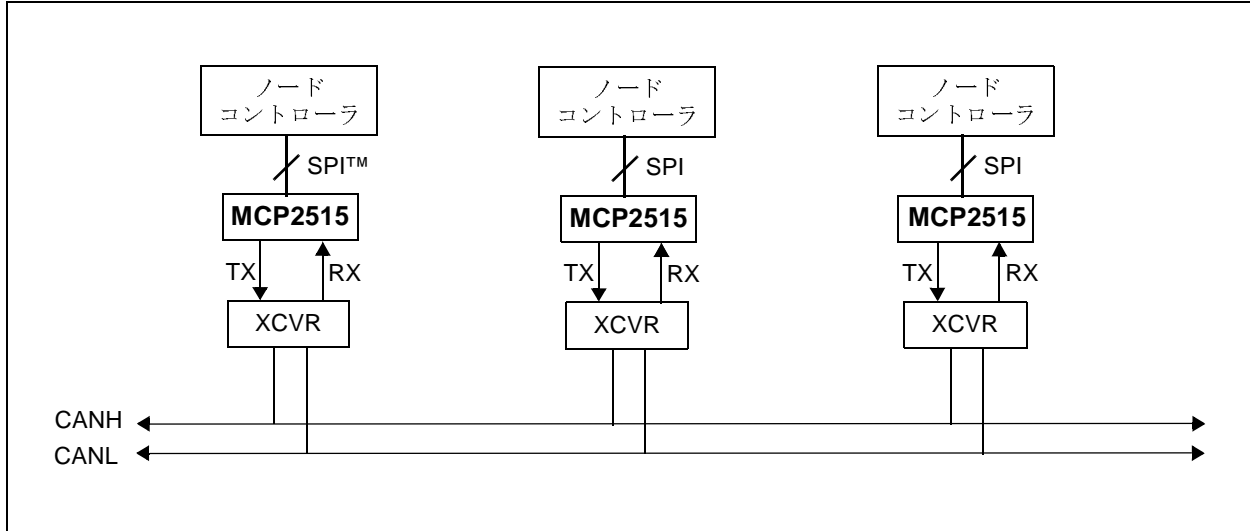 ノード
コントローラ
ノード
コントローラ
ノード
コントローラ
SPI™
SPI
SPI
MCP2515
MCP2515
MCP2515
TX
RX
TX
RX
TX
RX
XCVR
XCVR
XCVR
CANH
CANL